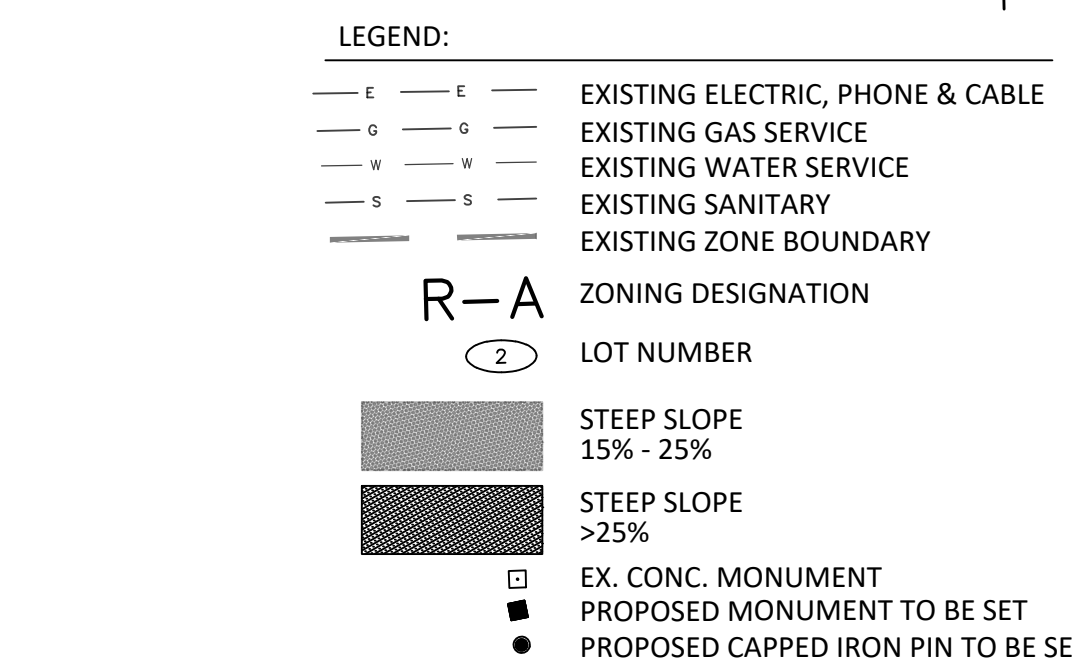 LEGEND:
E E EXISTING ELECTRIC, PHONE & CABLE
G G EXISTING GAS SERVICE
W W EXISTING WATER SERVICE
S S EXISTING SANITARY
EXISTING ZONE BOUNDARY
R-A ZONING DESIGNATION
2 LOT NUMBER
STEEP SLOPE
15% - 25%
STEEP SLOPE
>25%
EX. CONC. MONUMENT
PROPOSED MONUMENT TO BE SET
PROPOSED CAPPED IRON PIN TO BE SE